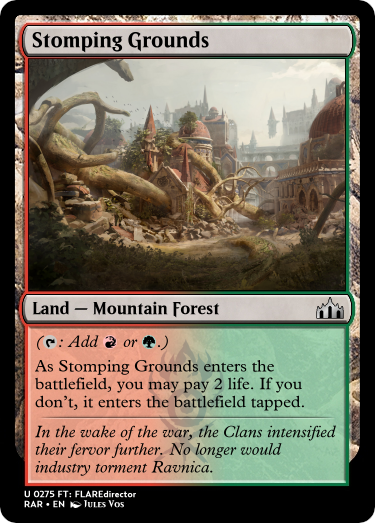 Stomping Grounds
Land — Mountain Forest
(T: Add R or G.)
As Stomping Grounds enters the
battlefield, you may pay 2 life. If you
don't, it enters the battlefield tapped.
In the wake of the war, the Clans intensified
their fervor further. No longer would
industry torment Ravnica.
U 0275 FT: FLAREdirector
RAR • EN Jules Vos